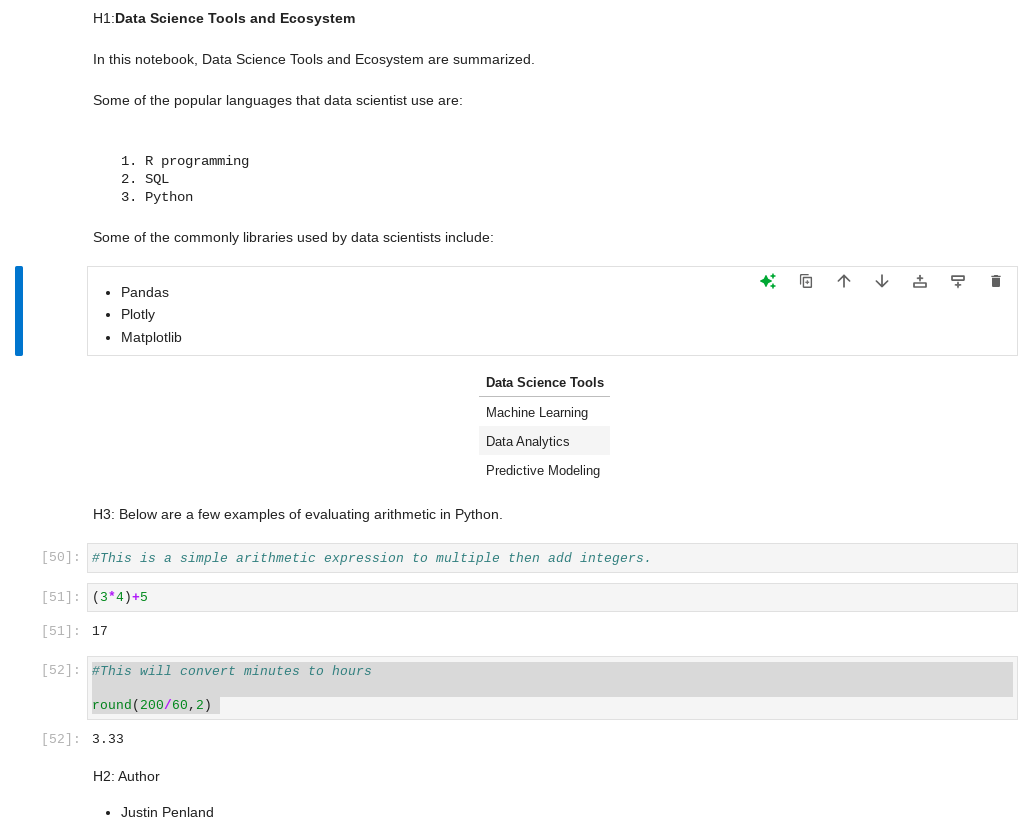 H1:Data Science Tools and Ecosystem
In this notebook, Data Science Tools and Ecosystem are summarized.
Some of the popular languages that data scientist use are:
1. R programming
2. SQL
3. Python
Some of the commonly libraries used by data scientists include:
• Pandas
• Plotly
• Matplotlib
Data Science Tools
Machine Learning
Data Analytics
Predictive Modeling
H3: Below are a few examples of evaluating arithmetic in Python.
[50]: #This is a simple arithmetic expression to multiple then add integers.
[51]: (3*4)+5
[51]: 17
[52]: #This will convert minutes to hours
round(200/60,2)
[52]: 3.33
H2: Author
• Justin Penland